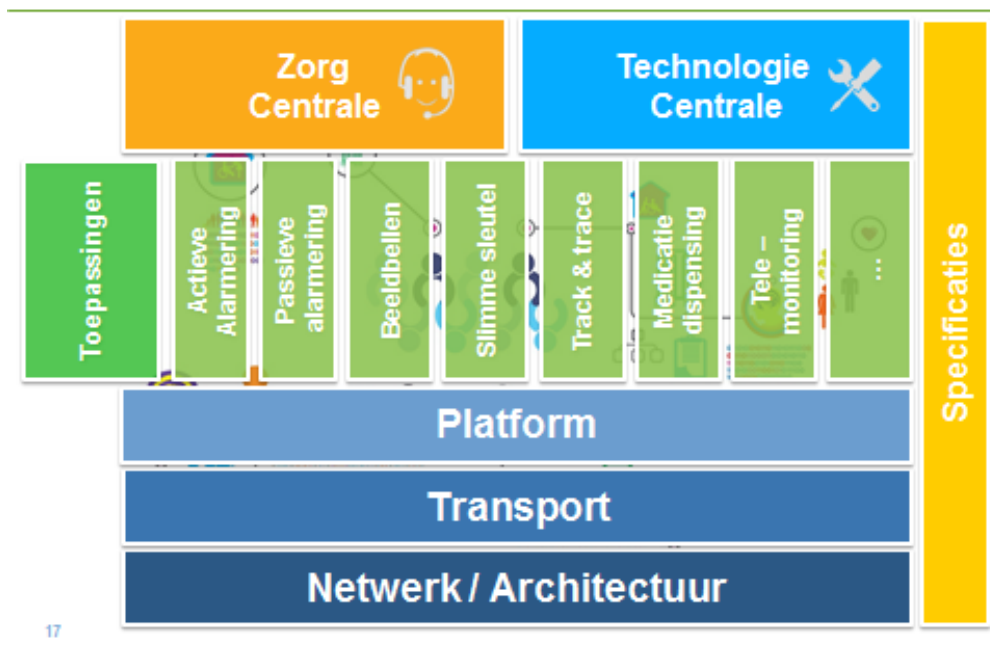 Zorg
Centrale
Technologie
Centrale
Toepassingen
Actieve
Alarmering
Passieve
alarmering
Beeldbellen
Slimme sleutel
Track & trace
Medicatie
dispensing
Tele –
monitoring
...
Specificaties
Platform
Transport
Netwerk / Architectuur
17